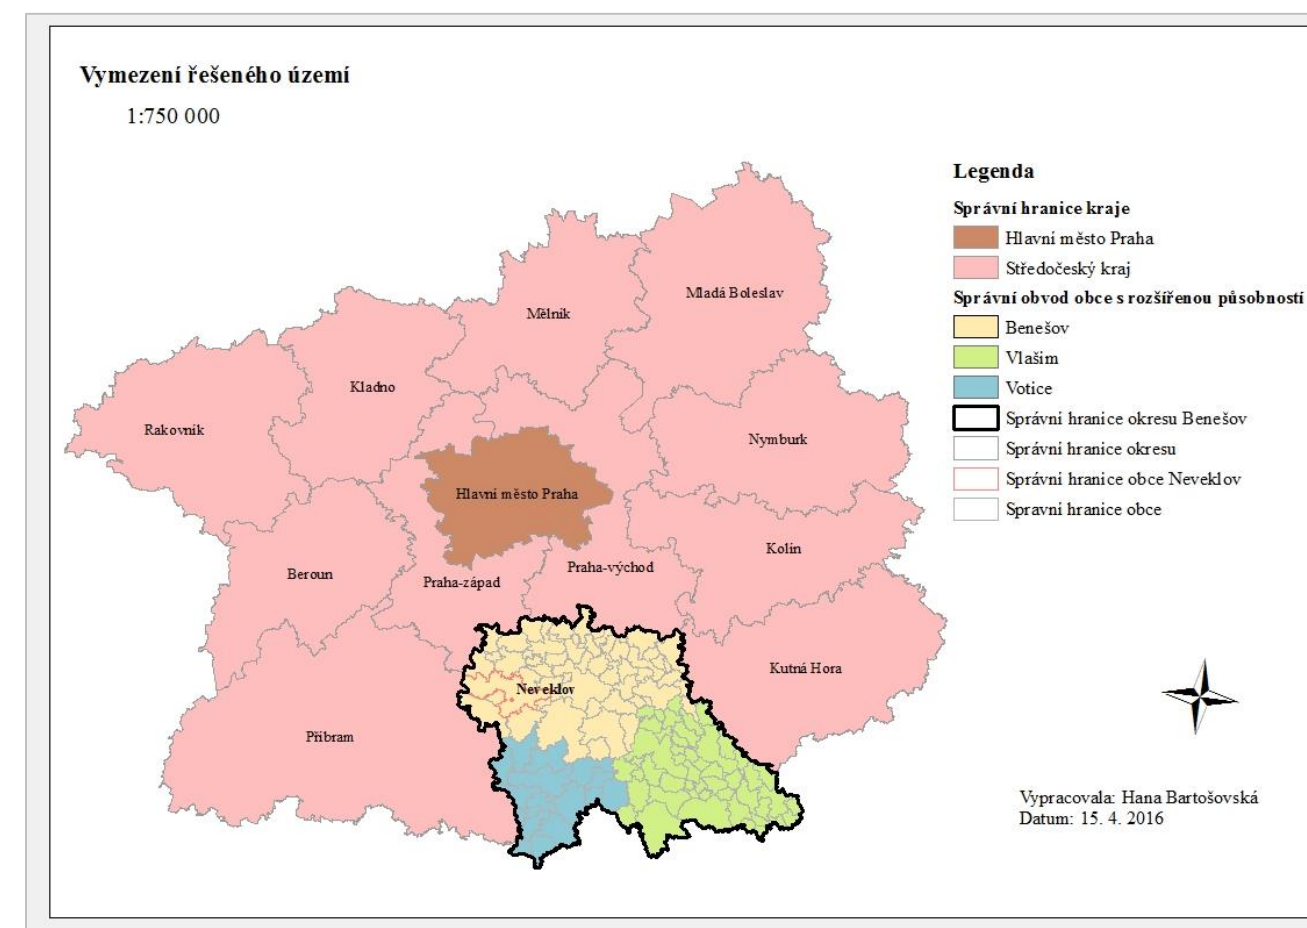 Vymezení řešeného území
1:750 000
Legenda
Správní hranice kraje
Hlavní město Praha
Středočeský kraj
Správní obvod obce s rozšířenou působností
Benešov
Vlašim
Votice
Správní hranice okresu Benešov
Správní hranice okresu
Správní hranice obce Neveklov
Spravní hranice obce
Mladá Boleslav
Mělník
Kladno
Rakovník
Nymburk
Hlavní město Praha
Kolín
Praha-východ
Beroun
Praha-západ
Kutná Hora
Neveklov
Příbram
Vypracovala: Hana Bartošovská
Datum: 15. 4. 2016